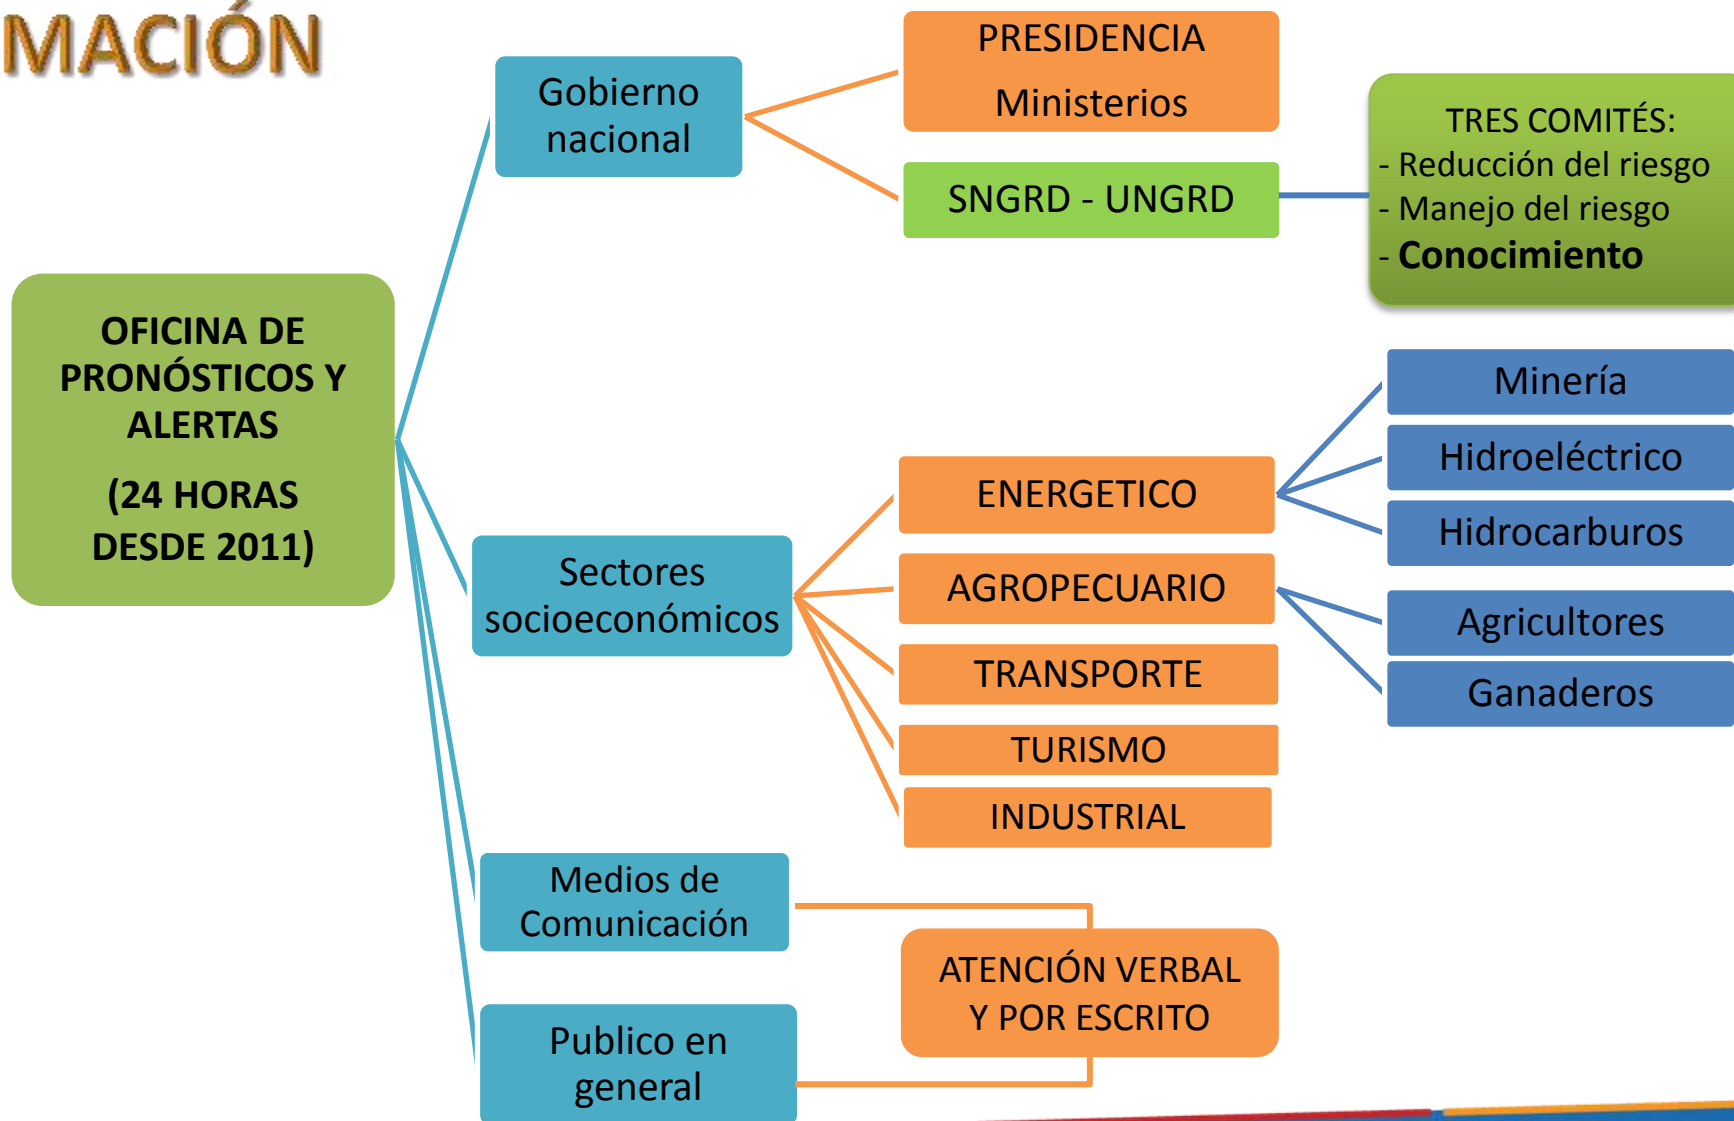 MACIÓN
OFICINA DE
PRONÓSTICOS Y
ALERTAS
(24 HORAS
DESDE 2011)
Gobierno
nacional
PRESIDENCIA
Ministerios
SNGRD - UNGRD
TRES COMITÉS:
- Reducción del riesgo
- Manejo del riesgo
- Conocimiento
Sectores
socioeconómicos
ENERGETICO
Minería
Hidroeléctrico
Hidrocarburos
AGROPECUARIO
Agricultores
Ganaderos
TRANSPORTE
TURISMO
INDUSTRIAL
Medios de
Comunicación
Publico en
general
ATENCIÓN VERBAL
Y POR ESCRITO